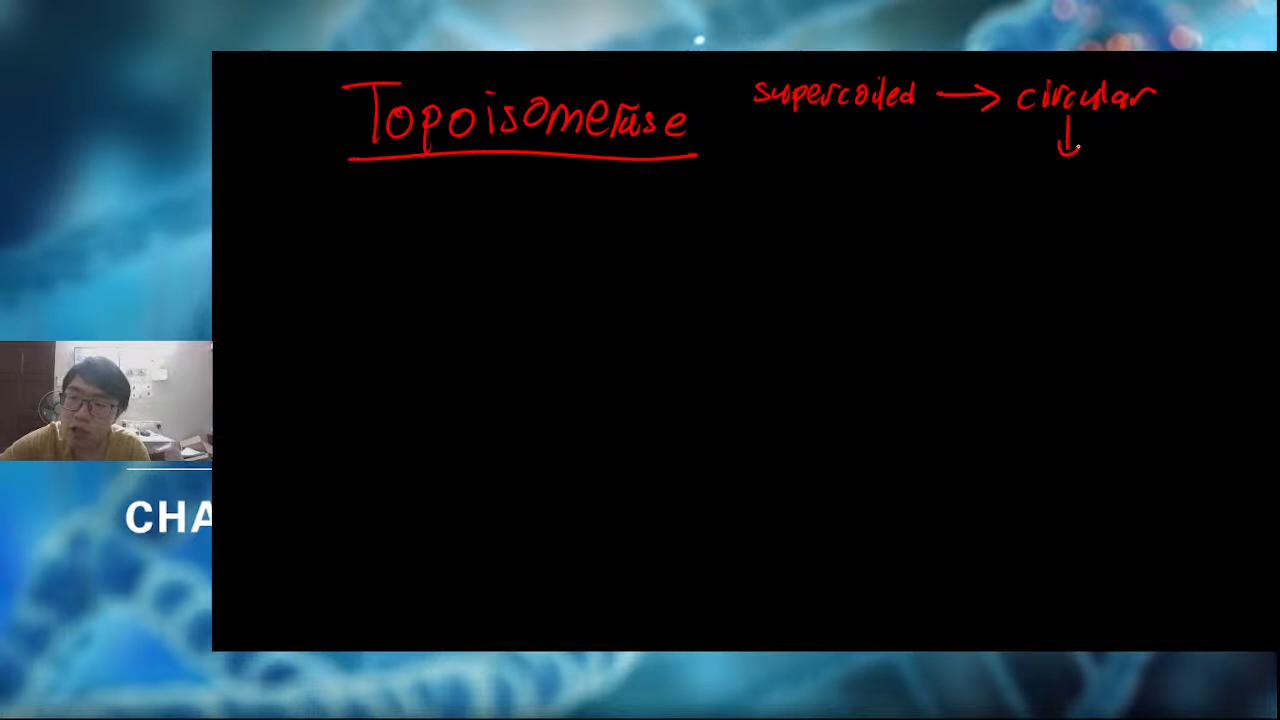 Topoisomerase
supercoiled → circular
↓
CHA